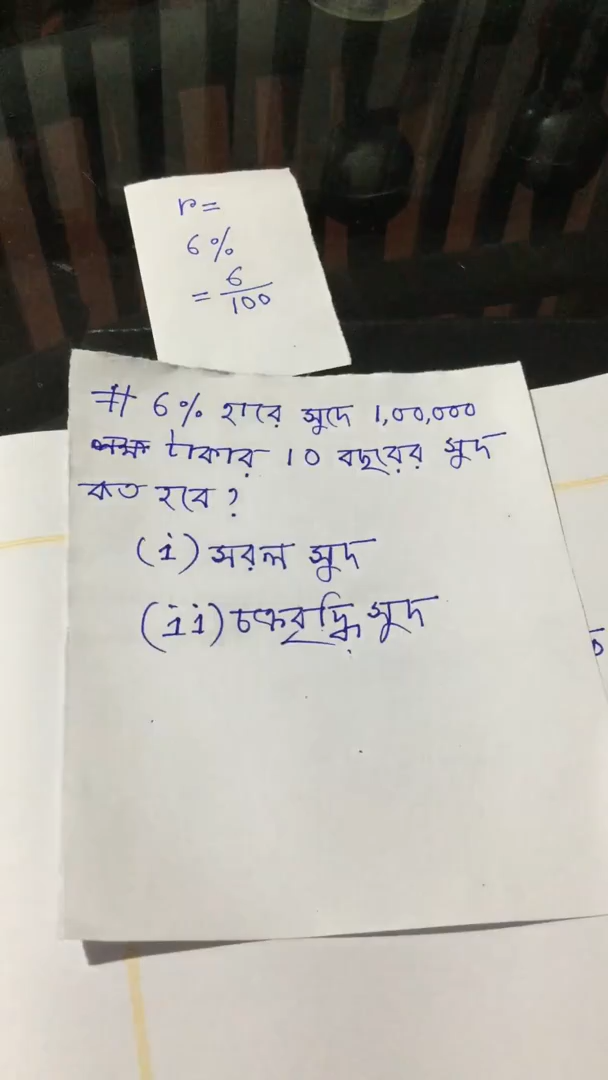 r=
6%
= 6/100
# 6% হারে সুদে 1,00,000
টাকার 10 বছরের সুদ
কত হবে?
(i) সরল সুদ
(ii) চক্রবৃদ্ধি সুদ